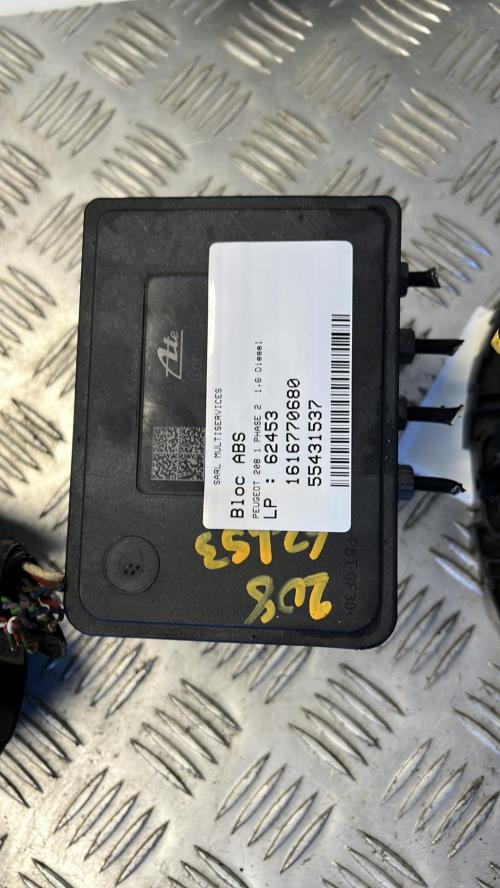 SARL MULTISERVICES
Bloc ABS
PEUGEOT 208 1 PHASE 2 1.6 Diesel
LP : 62453
1616770680
55431537
Ate
62453
208